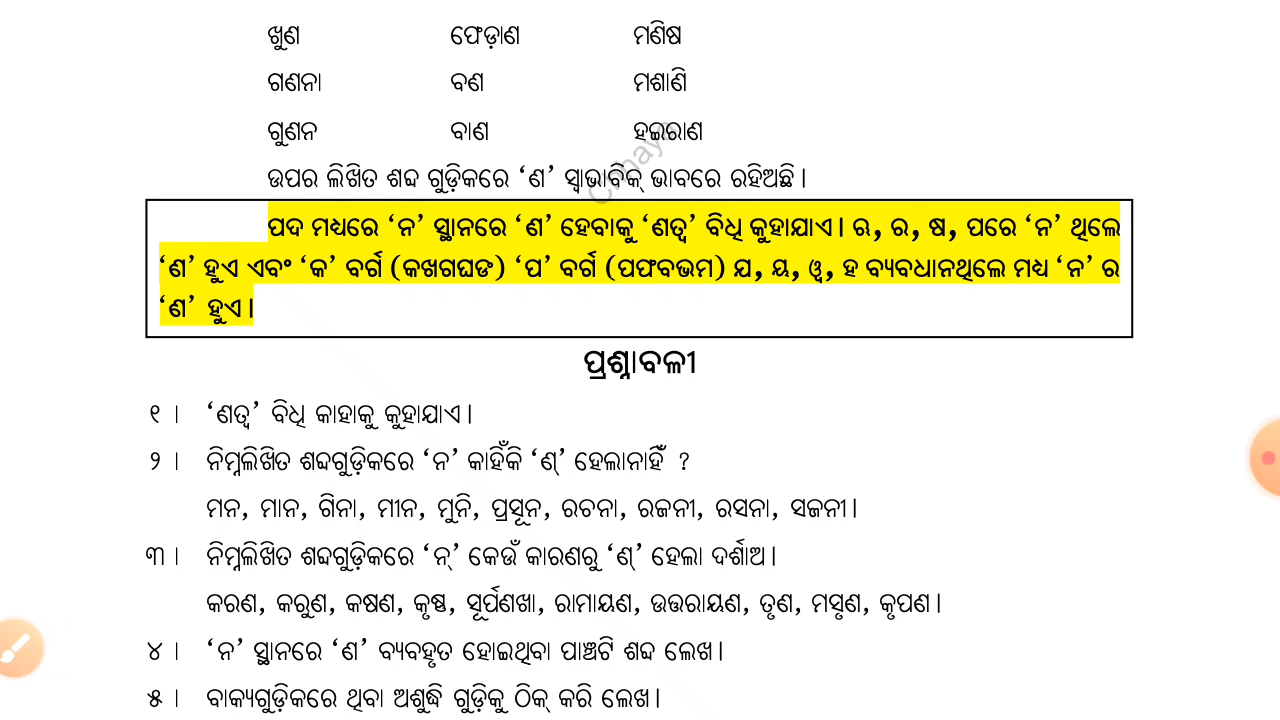 ଖୁଣ ଫେଡ଼ାଣ ମଣିଷ
ଗଣନା ବଣ ମଶାଣି
ଗୁଣନ ବାଣ ହଇରାଣ
ଉପର ଲିଖିତ ଶବ୍ଦ ଗୁଡ଼ିକରେ ‘ଣ’ ସ୍ୱାଭାବିକ୍ ଭାବରେ ରହିଅଛି।
ପଦ ମଧ୍ୟରେ ‘ନ’ ସ୍ଥାନରେ ‘ଣ’ ହେବାକୁ ‘ଣତ୍ୱ’ ବିଧି କୁହାଯାଏ। ଋ, ର, ଷ, ପରେ ‘ନ’ ଥିଲେ
‘ଣ’ ହୁଏ ଏବଂ ‘କ’ ବର୍ଗ (କଖଗଘଙ) ‘ପ’ ବର୍ଗ (ପଫବଭମ) ଯ, ୟ, ଓ୍ୱ, ହ ବ୍ୟବଧାନଥିଲେ ମଧ୍ୟ ‘ନ’ ର
‘ଣ’ ହୁଏ।
ପ୍ରଶ୍ନାବଳୀ
୧ । ‘ଣତ୍ୱ’ ବିଧି କାହାକୁ କୁହାଯାଏ।
୨ । ନିମ୍ନଲିଖିତ ଶବ୍ଦଗୁଡ଼ିକରେ ‘ନ’ କାହିଁକି ‘ଣ୍’ ହେଲାନାହିଁ ?
ମନ, ମାନ, ଗିନା, ମୀନ, ମୁନି, ପ୍ରସୂନ, ରଚନା, ରଜନୀ, ରସନା, ସଜନୀ।
୩ । ନିମ୍ନଲିଖିତ ଶବ୍ଦଗୁଡ଼ିକରେ ‘ନ୍’ କେଉଁ କାରଣରୁ ‘ଣ୍’ ହେଲା ଦର୍ଶାଅ।
କରଣ, କରୁଣ, କଷଣ, କୃଷ୍ଣ, ସୂର୍ପଣଖା, ରାମାୟଣ, ଉତ୍ତରାୟଣ, ତୃଣ, ମସୃଣ, କୃପଣ।
୪ । ‘ନ’ ସ୍ଥାନରେ ‘ଣ’ ବ୍ୟବହୃତ ହୋଇଥିବା ପାଞ୍ଚଟି ଶବ୍ଦ ଲେଖ।
୫ । ବାକ୍ୟଗୁଡ଼ିକରେ ଥିବା ଅଶୁଦ୍ଧି ଗୁଡ଼ିକୁ ଠିକ୍ କରି ଲେଖ।